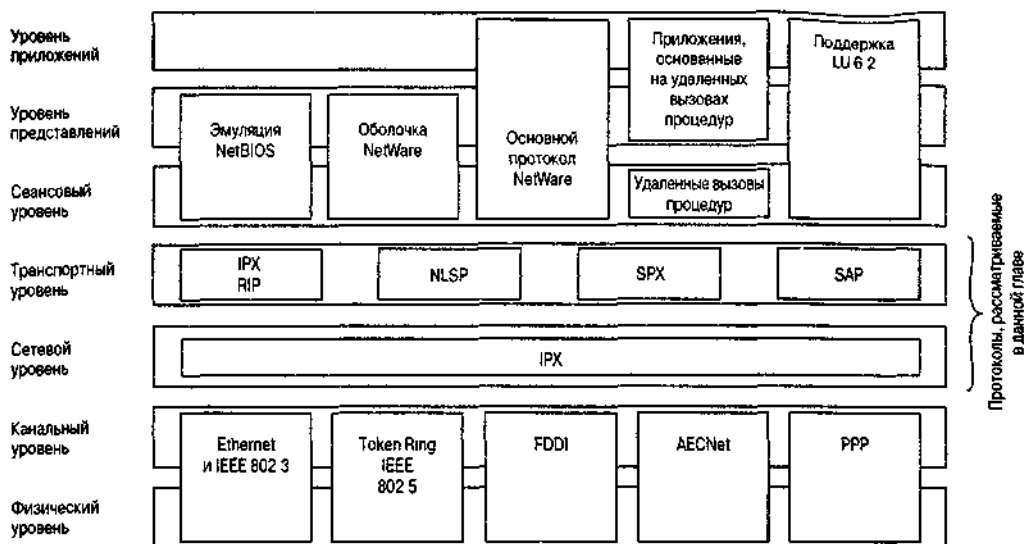 Уровень
приложений
Приложения,
основанные
на удаленных
вызовах
процедур
Поддержка
LU 6 2
Уровень
представлений
Эмуляция
NetBIOS
Оболочка
NetWare
Основной
протокол
NetWare
Сеансовый
уровень
Удаленные вызовы
процедур
Транспортный
уровень
IPX
RIP
NLSP
SPX
SAP
Сетевой
уровень
IPX
Протоколы, рассматриваемые
в данной главе
Канальный
уровень
Ethernet
и IEEE 802 3
Token Ring
IEEE
802 5
FDDI
AECNet
PPP
Физический
уровень